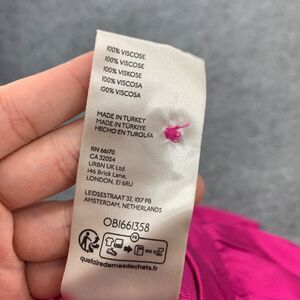 100% VISCOSE
100% VISCOSE
100% VISKOSE
100% VISCOSA
100% VISCOSA
MADE IN TURKEY
MADE IN TÜRKIYE
HECHO EN TURQUÍA
RN 66170
CA 32054
URBN UK Ltd.
146 Brick Lane,
LONDON, E1 6RU
LEIDSESTRAAT 32, 1017 PB
AMSTERDAM, NETHERLANDS
OB1661358
FR
quefairedemesdechets.fr